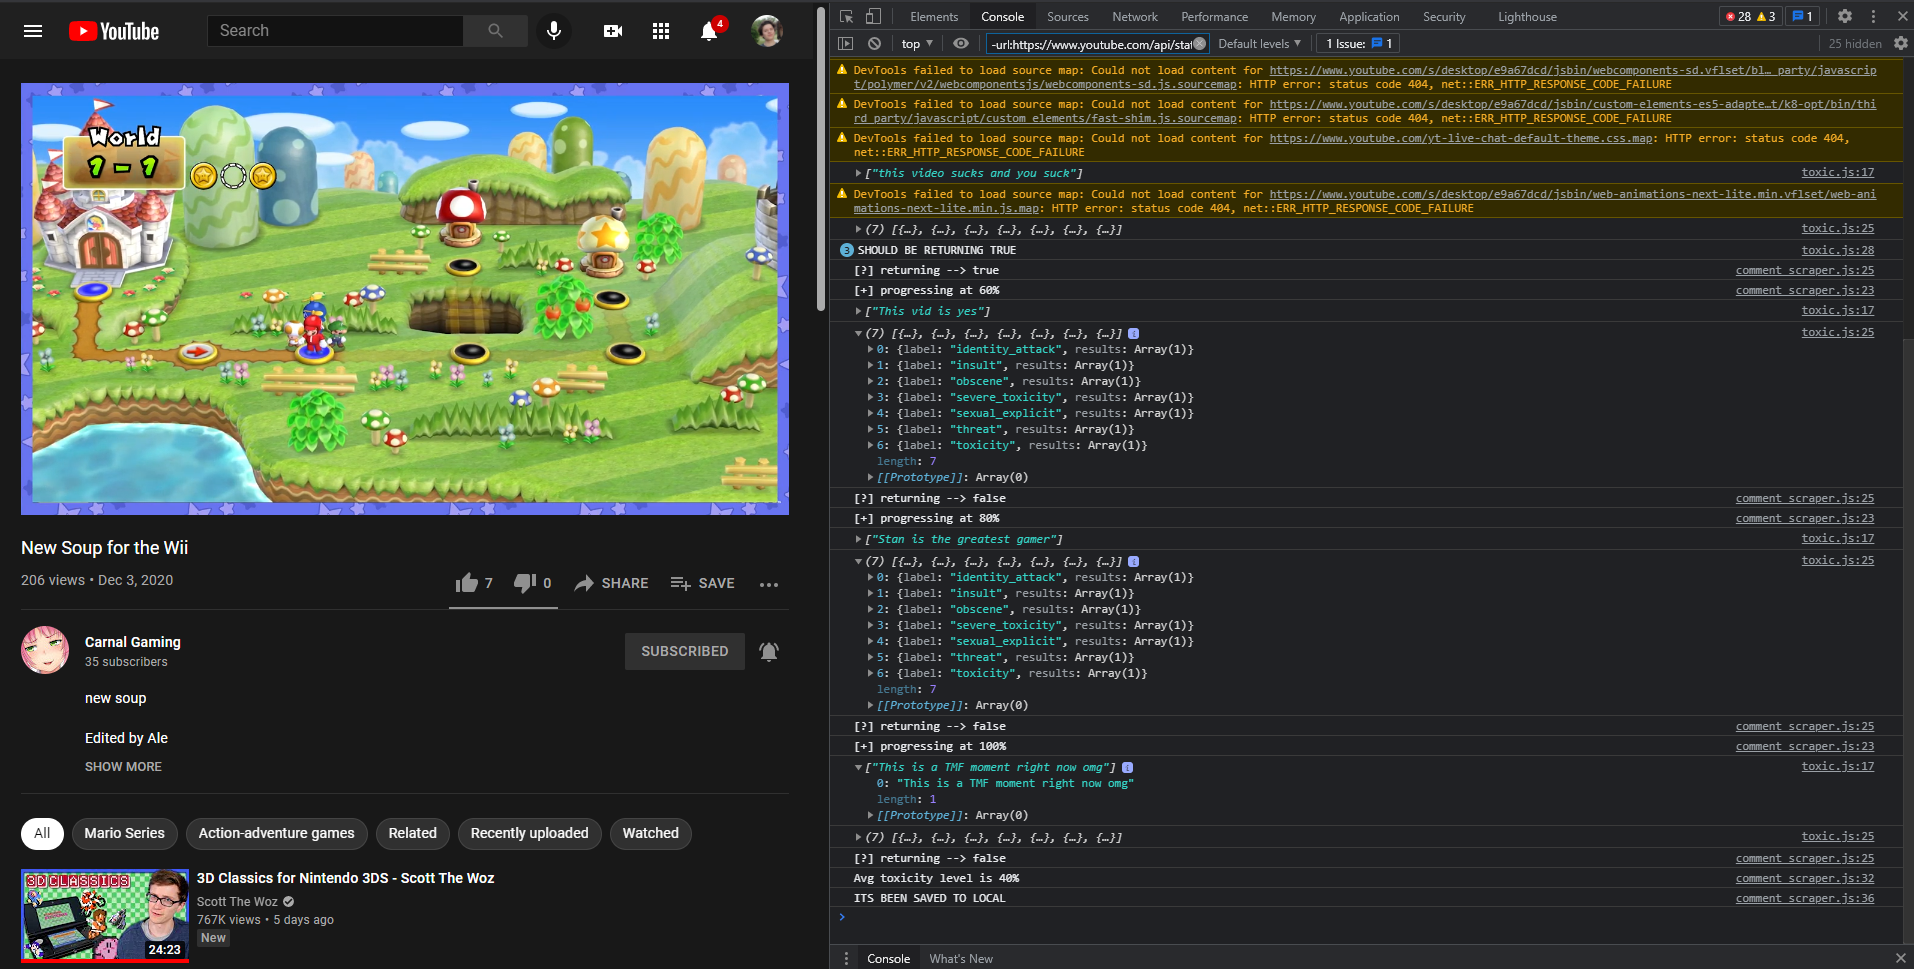 YouTube
Search
4
World
1-1
New Soup for the Wii
206 views • Dec 3, 2020
7
0
SHARE
SAVE
Carnal Gaming
35 subscribers
SUBSCRIBED
new soup
Edited by Ale
SHOW MORE
All
Mario Series
Action-adventure games
Related
Recently uploaded
Watched
3D CLASSICS
24:23
3D Classics for Nintendo 3DS - Scott The Woz
Scott The Woz
767K views • 5 days ago
New
Elements
Console
Sources
Network
Performance
Memory
Application
Security
Lighthouse
28
3
1
top
-url:https://www.youtube.com/api/sta
Default levels
1 Issue:
1
25 hidden
DevTools failed to load source map: Could not load content for https://www.youtube.com/s/desktop/e9a67dcd/jsbin/webcomponents-sd.vflset/bl… party/javascrip
t/polymer/v2/webcomponentsjs/webcomponents-sd.js.sourcemap: HTTP error: status code 404, net::ERR_HTTP_RESPONSE_CODE_FAILURE
DevTools failed to load source map: Could not load content for https://www.youtube.com/s/desktop/e9a67dcd/jsbin/custom-elements-es5-adapte…t/k8-opt/bin/thi
rd_party/javascript/custom_elements/fast-shim.js.sourcemap: HTTP error: status code 404, net::ERR_HTTP_RESPONSE_CODE_FAILURE
DevTools failed to load source map: Could not load content for https://www.youtube.com/yt-live-chat-default-theme.css.map: HTTP error: status code 404,
net::ERR_HTTP_RESPONSE_CODE_FAILURE
["this video sucks and you suck"] toxic.js:17
DevTools failed to load source map: Could not load content for https://www.youtube.com/s/desktop/e9a67dcd/jsbin/web-animations-next-lite.min.vflset/web-ani
mations-next-lite.min.js.map: HTTP error: status code 404, net::ERR_HTTP_RESPONSE_CODE_FAILURE
(7) [{…}, {…}, {…}, {…}, {…}, {…}, {…}] toxic.js:25
3 SHOULD BE RETURNING TRUE toxic.js:28
[?] returning --> true comment_scraper.js:25
[+] progressing at 60% comment_scraper.js:23
["This vid is yes"] toxic.js:17
(7) [{…}, {…}, {…}, {…}, {…}, {…}, {…}] i toxic.js:25
0: {label: "identity_attack", results: Array(1)}
1: {label: "insult", results: Array(1)}
2: {label: "obscene", results: Array(1)}
3: {label: "severe_toxicity", results: Array(1)}
4: {label: "sexual_explicit", results: Array(1)}
5: {label: "threat", results: Array(1)}
6: {label: "toxicity", results: Array(1)}
length: 7
[[Prototype]]: Array(0)
[?] returning --> false comment_scraper.js:25
[+] progressing at 80% comment_scraper.js:23
["Stan is the greatest gamer"] toxic.js:17
(7) [{…}, {…}, {…}, {…}, {…}, {…}, {…}] i toxic.js:25
0: {label: "identity_attack", results: Array(1)}
1: {label: "insult", results: Array(1)}
2: {label: "obscene", results: Array(1)}
3: {label: "severe_toxicity", results: Array(1)}
4: {label: "sexual_explicit", results: Array(1)}
5: {label: "threat", results: Array(1)}
6: {label: "toxicity", results: Array(1)}
length: 7
[[Prototype]]: Array(0)
[?] returning --> false comment_scraper.js:25
[+] progressing at 100% comment_scraper.js:23
["This is a TMF moment right now omg"] i toxic.js:17
0: "This is a TMF moment right now omg"
length: 1
[[Prototype]]: Array(0)
(7) [{…}, {…}, {…}, {…}, {…}, {…}, {…}] toxic.js:25
[?] returning --> false comment_scraper.js:25
Avg toxicity level is 40% comment_scraper.js:32
ITS BEEN SAVED TO LOCAL comment_scraper.js:36
Console
What's New